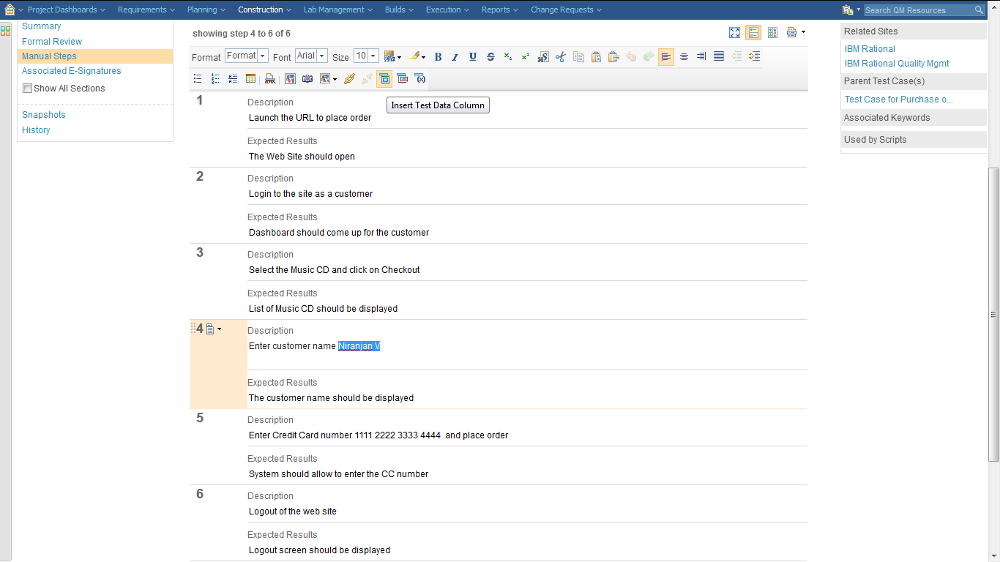 Project Dashboards Requirements Planning Construction Lab Management Builds Execution Reports Change Requests Search QM Resources
Summary
Formal Review
Manual Steps
Associated E-Signatures
Show All Sections
Snapshots
History
showing step 4 to 6 of 6
Format Format Font Arial Size 10 B I U S
Insert Test Data Column
1 Description
Launch the URL to place order
Expected Results
The Web Site should open
2 Description
Login to the site as a customer
Expected Results
Dashboard should come up for the customer
3 Description
Select the Music CD and click on Checkout
Expected Results
List of Music CD should be displayed
4 Description
Enter customer name Niranjan V
Expected Results
The customer name should be displayed
5 Description
Enter Credit Card number 1111 2222 3333 4444 and place order
Expected Results
System should allow to enter the CC number
6 Description
Logout of the web site
Expected Results
Logout screen should be displayed
Related Sites
IBM Rational
IBM Rational Quality Mgmt
Parent Test Case(s)
Test Case for Purchase o...
Associated Keywords
Used by Scripts